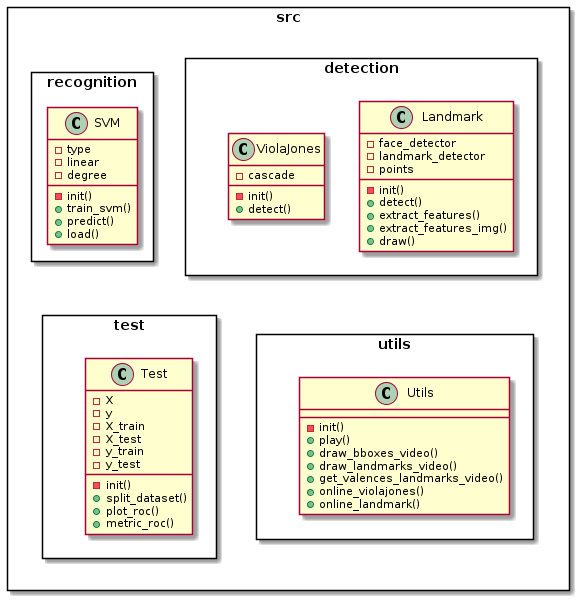 src
recognition
C SVM
type
linear
degree
init()
train_svm()
predict()
load()
detection
C ViolaJones
cascade
init()
detect()
C Landmark
face_detector
landmark_detector
points
init()
detect()
extract_features()
extract_features_img()
draw()
test
C Test
X
y
X_train
X_test
y_train
y_test
init()
split_dataset()
plot_roc()
metric_roc()
utils
C Utils
init()
play()
draw_bboxes_video()
draw_landmarks_video()
get_valences_landmarks_video()
online_violajones()
online_landmark()